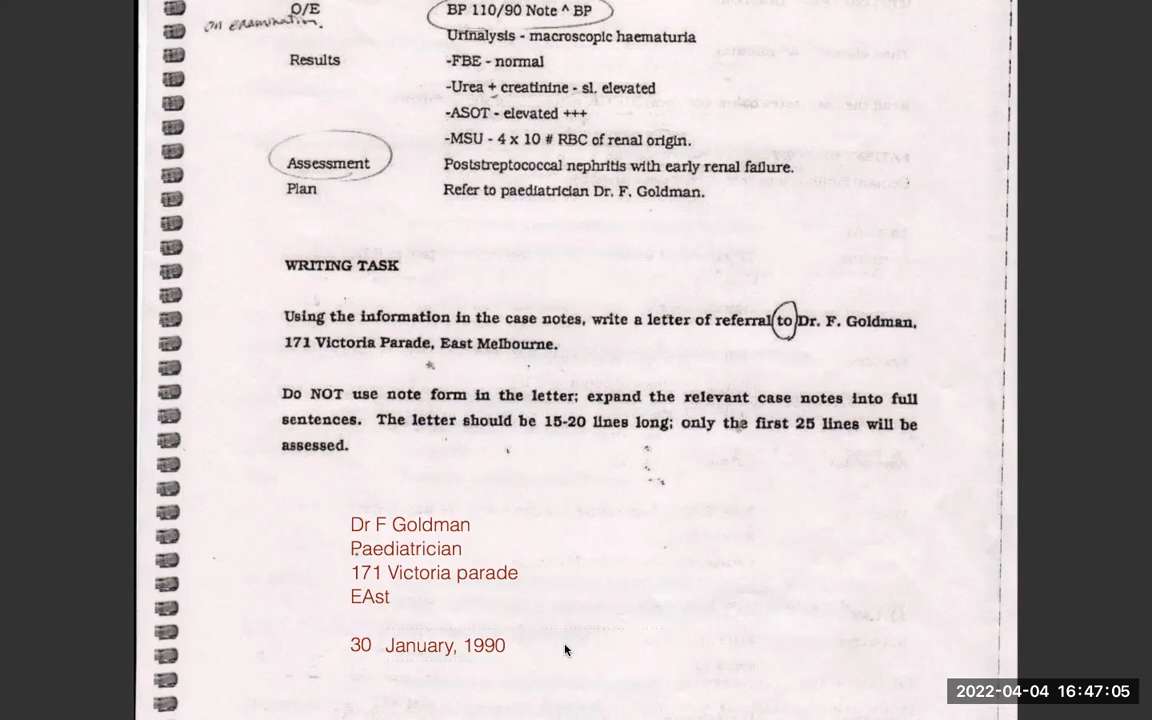 O/E
on examination.
BP 110/90 Note ^ BP
Urinalysis - macroscopic haematuria
Results
-FBE - normal
-Urea + creatinine - sl. elevated
-ASOT - elevated +++
-MSU - 4 x 10 # RBC of renal origin.
Assessment
Poststreptococcal nephritis with early renal failure.
Plan
Refer to paediatrician Dr. F. Goldman.
WRITING TASK
Using the information in the case notes, write a letter of referral to Dr. F. Goldman,
171 Victoria Parade, East Melbourne.
Do NOT use note form in the letter; expand the relevant case notes into full
sentences. The letter should be 15-20 lines long; only the first 25 lines will be
assessed.
Dr F Goldman
Paediatrician
171 Victoria parade
EAst
30 January, 1990
2022-04-04 16:47:05